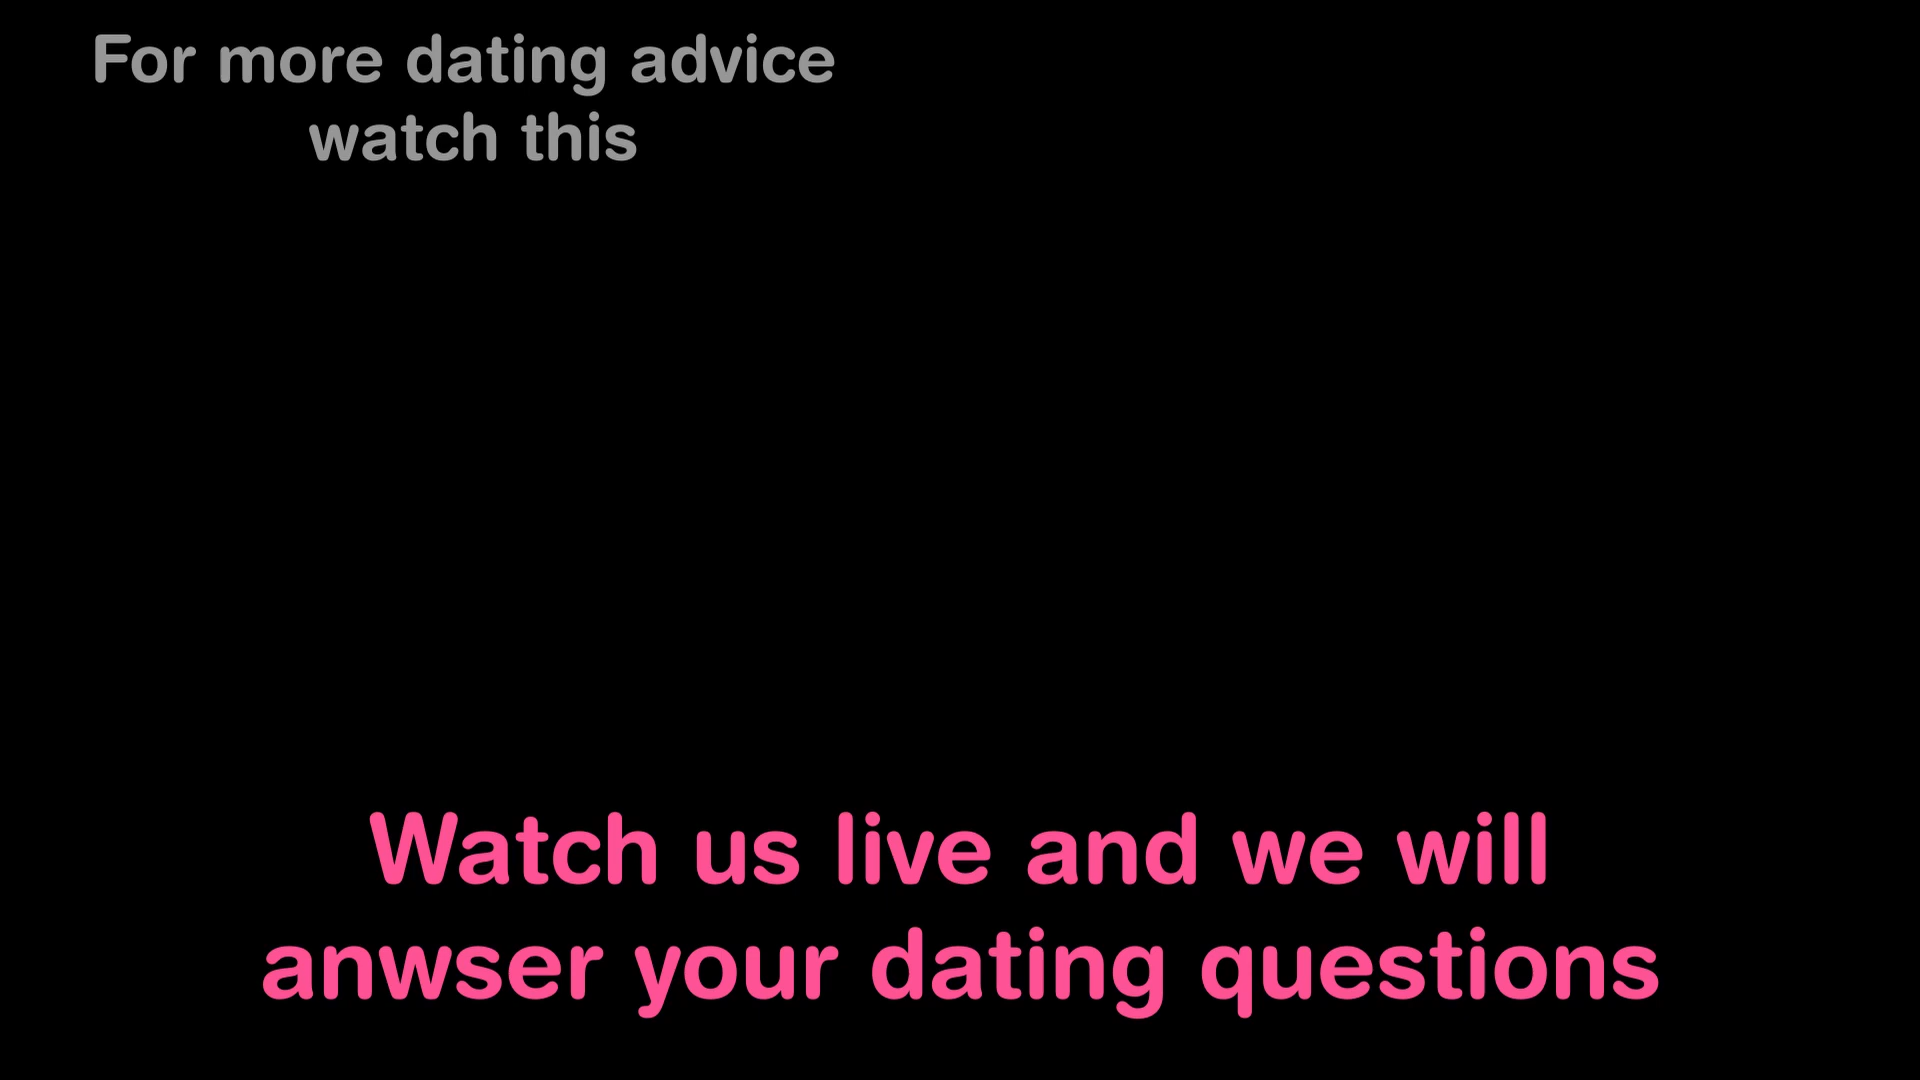 For more dating advice
watch this
Watch us live and we will
anwser your dating questions